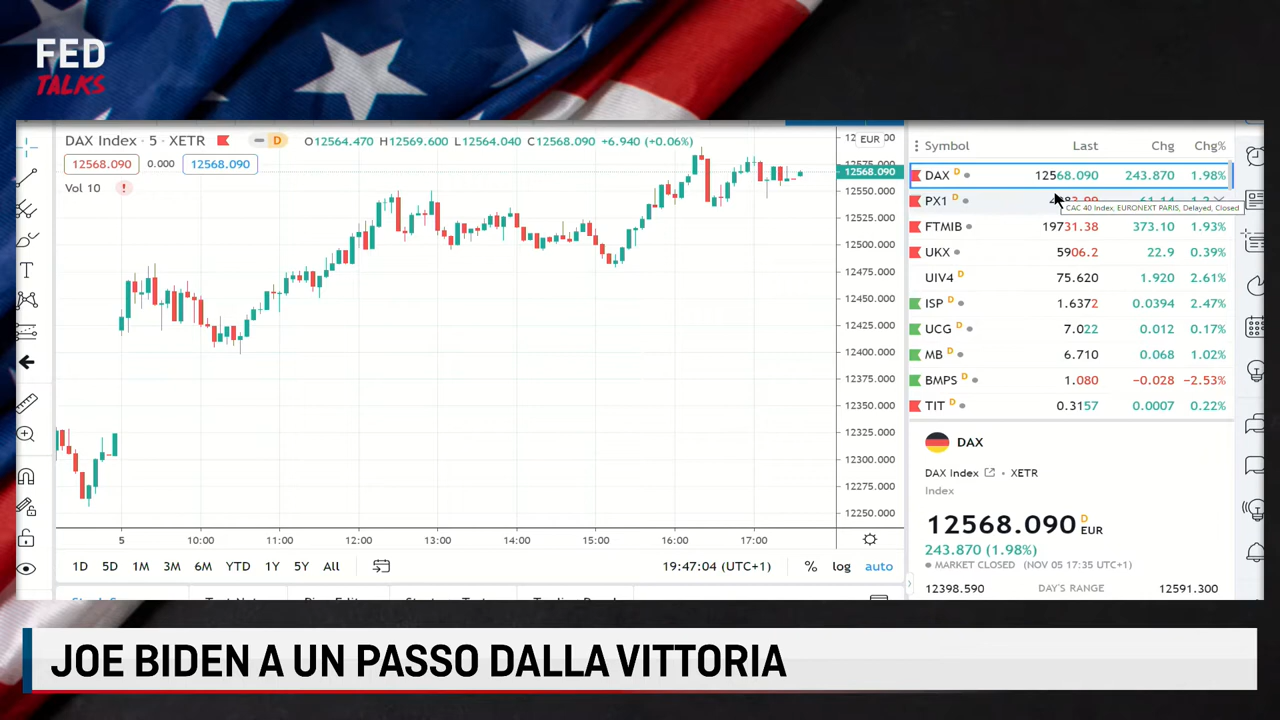 FED
TALKS
DAX Index · 5 · XETR D O12564.470 H12569.600 L12564.040 C12568.090 +6.940 (+0.06%)
EUR
12568.090 0.000 12568.090
Vol 10 !
12575.000
12568.090
12550.000
12525.000
12500.000
12475.000
12450.000
12425.000
12400.000
12375.000
12350.000
12325.000
12300.000
12275.000
12250.000
5 10:00 11:00 12:00 13:00 14:00 15:00 16:00 17:00
1D 5D 1M 3M 6M YTD 1Y 5Y All 19:47:04 (UTC+1) % log auto
Symbol Last Chg Chg%
DAX D 12568.090 243.870 1.98%
PX1 D
CAC 40 Index, EURONEXT PARIS, Delayed, Closed
FTMIB 19731.38 373.10 1.93%
UKX 5906.2 22.9 0.39%
UIV4 D 75.620 1.920 2.61%
ISP D 1.6372 0.0394 2.47%
UCG D 7.022 0.012 0.17%
MB D 6.710 0.068 1.02%
BMPS D 1.080 −0.028 −2.53%
TIT D 0.3157 0.0007 0.22%
DAX
DAX Index · XETR
Index
12568.090 D EUR
243.870 (1.98%)
MARKET CLOSED (NOV 05 17:35 UTC+1)
12398.590 DAY'S RANGE 12591.300
JOE BIDEN A UN PASSO DALLA VITTORIA